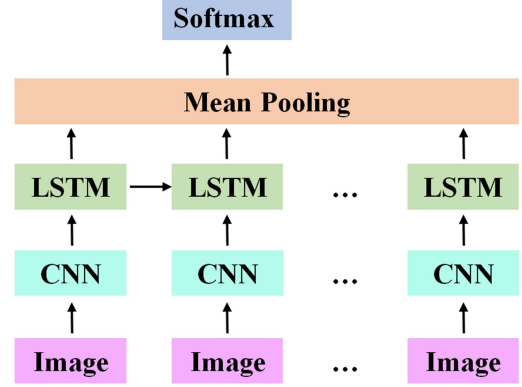 Softmax
Mean Pooling
LSTM LSTM ... LSTM
CNN CNN ... CNN
Image Image ... Image